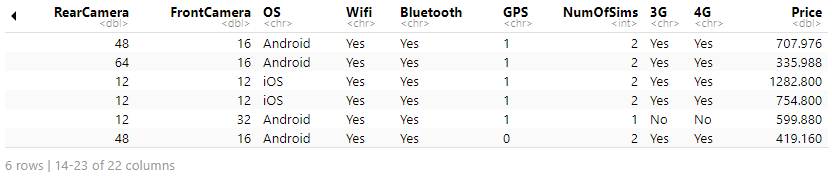 RearCamera FrontCamera OS Wifi Bluetooth GPS NumOfSims 3G 4G Price
<dbl> <dbl> <chr> <chr> <chr> <chr> <int> <chr> <chr> <dbl>
48 16 Android Yes Yes 1 2 Yes Yes 707.976
64 16 Android Yes Yes 1 2 Yes Yes 335.988
12 12 iOS Yes Yes 1 2 Yes Yes 1282.800
12 12 iOS Yes Yes 1 2 Yes Yes 754.800
12 32 Android Yes Yes 1 1 No No 599.880
48 16 Android Yes Yes 0 2 Yes Yes 419.160
6 rows | 14-23 of 22 columns